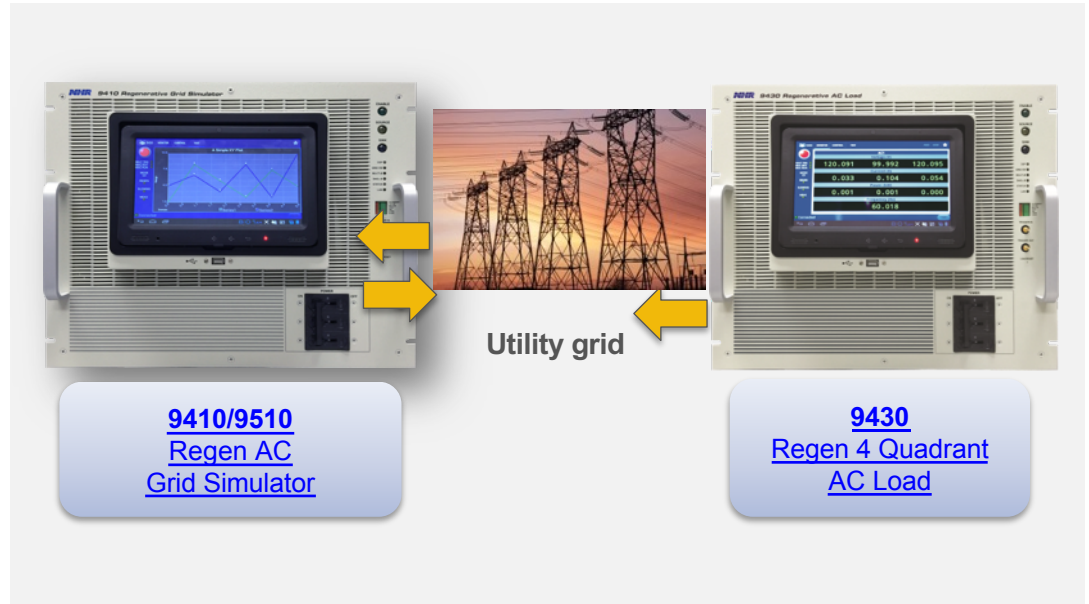 NHR 9410 Regenerative Grid Simulator
NHR 9430 Regenerative AC Load
120.091 99.992 120.095
0.033 0.104 0.054
0.001 0.001 0.000
60.018
POWER
POWER
Utility grid
9410/9510
Regen AC
Grid Simulator
9430
Regen 4 Quadrant
AC Load